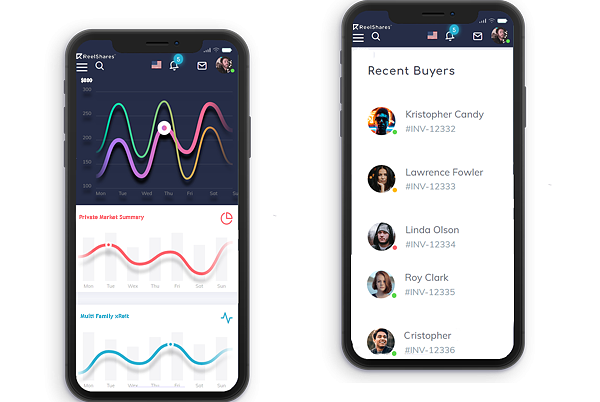 ReelShares
5
$800
300
250
200
150
100
Mon Tue Wed Thu Fri Sat Sun
Private Market Summary
Mon Tue Wed Thu Fri Sat
Multi Family xReit
Mon Tue Wed Thu Fri Sat
ReelShares
5
Recent Buyers
Kristopher Candy
#INV-12332
Lawrence Fowler
#INV-12333
Linda Olson
#INV-12334
Roy Clark
#INV-12335
Cristopher
#INV-12336